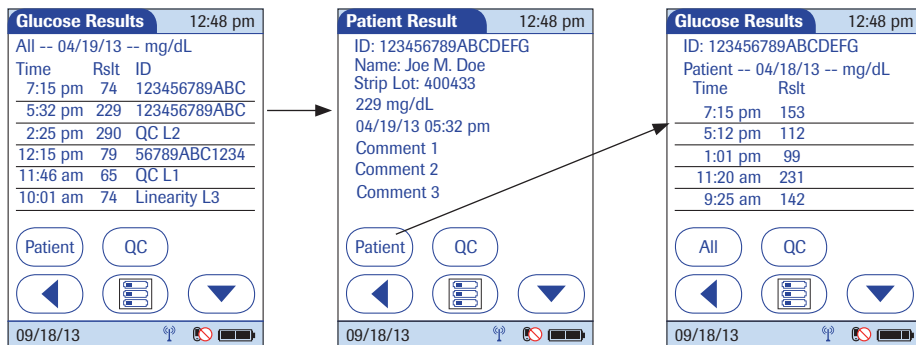 Glucose Results 12:48 pm
All -- 04/19/13 -- mg/dL
Time Rslt ID
7:15 pm 74 123456789ABC
5:32 pm 229 123456789ABC
2:25 pm 290 QC L2
12:15 pm 79 56789ABC1234
11:46 am 65 QC L1
10:01 am 74 Linearity L3
Patient QC
09/18/13
Patient Result 12:48 pm
ID: 123456789ABCDEFG
Name: Joe M. Doe
Strip Lot: 400433
229 mg/dL
04/19/13 05:32 pm
Comment 1
Comment 2
Comment 3
Patient QC
09/18/13
Glucose Results 12:48 pm
ID: 123456789ABCDEFG
Patient -- 04/18/13 -- mg/dL
Time Rslt
7:15 pm 153
5:12 pm 112
1:01 pm 99
11:20 am 231
9:25 am 142
All QC
09/18/13